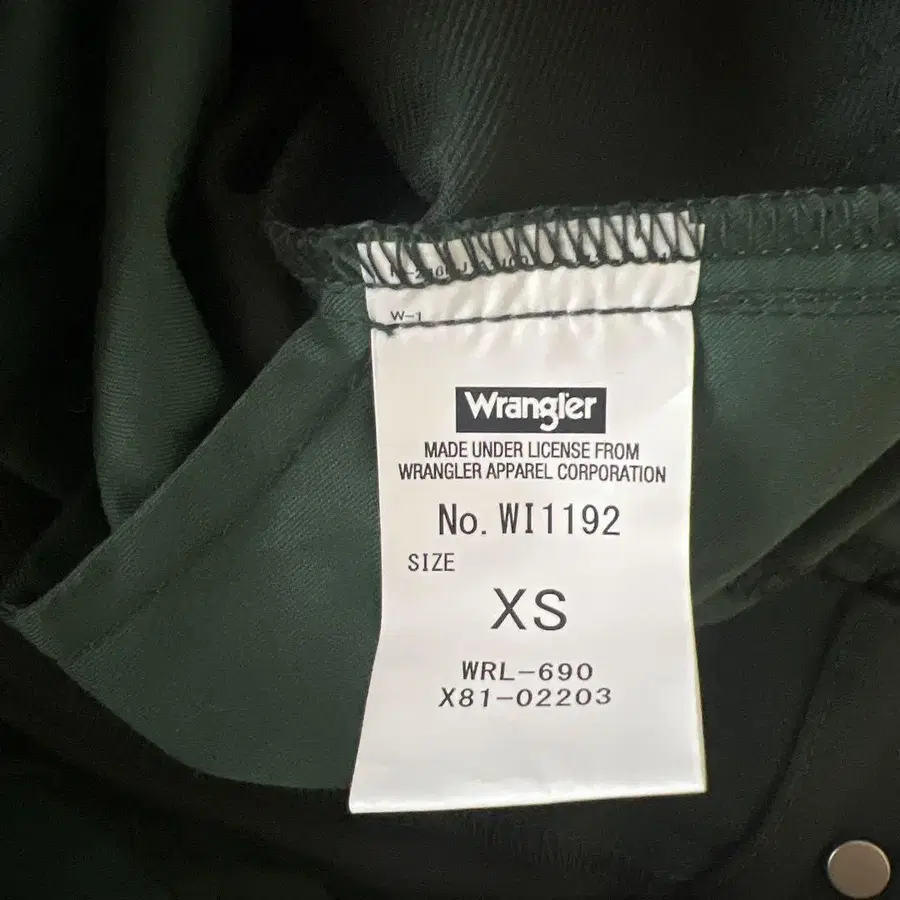 W-1
Wrangler
MADE UNDER LICENSE FROM
WRANGLER APPAREL CORPORATION
No. WI1192
SIZE
XS
WRL-690
X81-02203